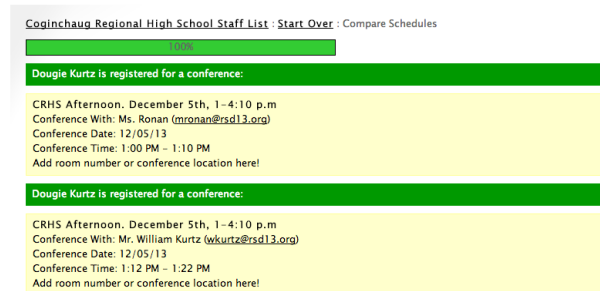 Coginchaug Regional High School Staff List : Start Over : Compare Schedules
100%
Dougie Kurtz is registered for a conference:
CRHS Afternoon. December 5th, 1-4:10 p.m
Conference With: Ms. Ronan (mronan@rsd13.org)
Conference Date: 12/05/13
Conference Time: 1:00 PM - 1:10 PM
Add room number or conference location here!
Dougie Kurtz is registered for a conference:
CRHS Afternoon. December 5th, 1-4:10 p.m
Conference With: Mr. William Kurtz (wkurtz@rsd13.org)
Conference Date: 12/05/13
Conference Time: 1:12 PM - 1:22 PM
Add room number or conference location here!